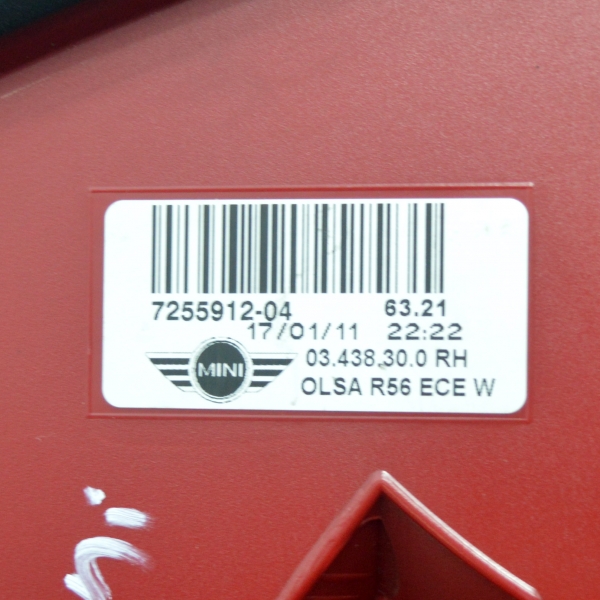 7255912-04 63.21
17/01/11 22:22
MINI 03.438.30.0 RH
OLSA R56 ECE W